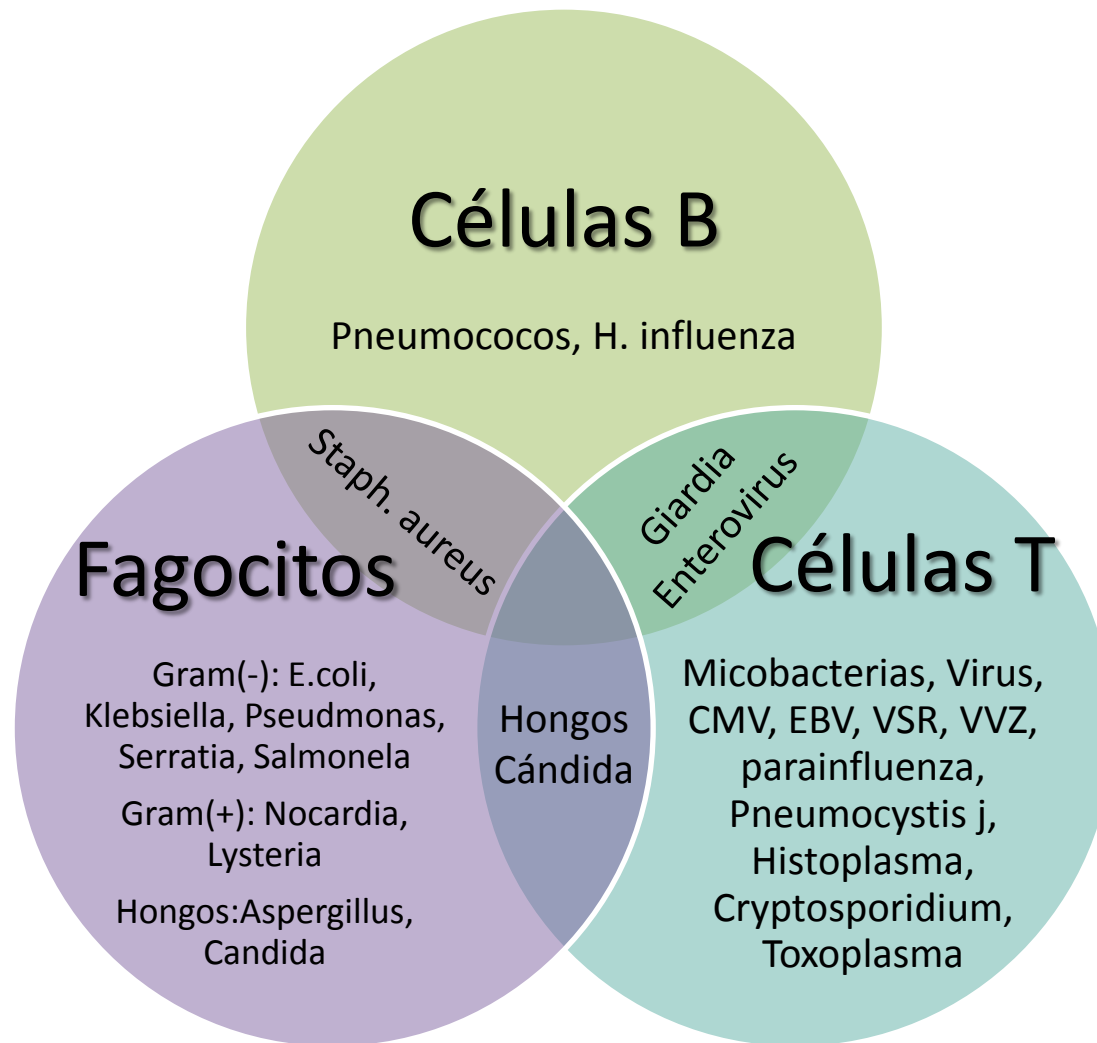 Células B
Pneumococos, H. influenza
Staph. aureus
Giardia
Enterovirus
Fagocitos
Gram(-): E.coli,
Klebsiella, Pseudmonas,
Serratia, Salmonela
Gram(+): Nocardia,
Lysteria
Hongos:Aspergillus,
Candida
Hongos
Cándida
Células T
Micobacterias, Virus,
CMV, EBV, VSR, VVZ,
parainfluenza,
Pneumocystis j,
Histoplasma,
Cryptosporidium,
Toxoplasma